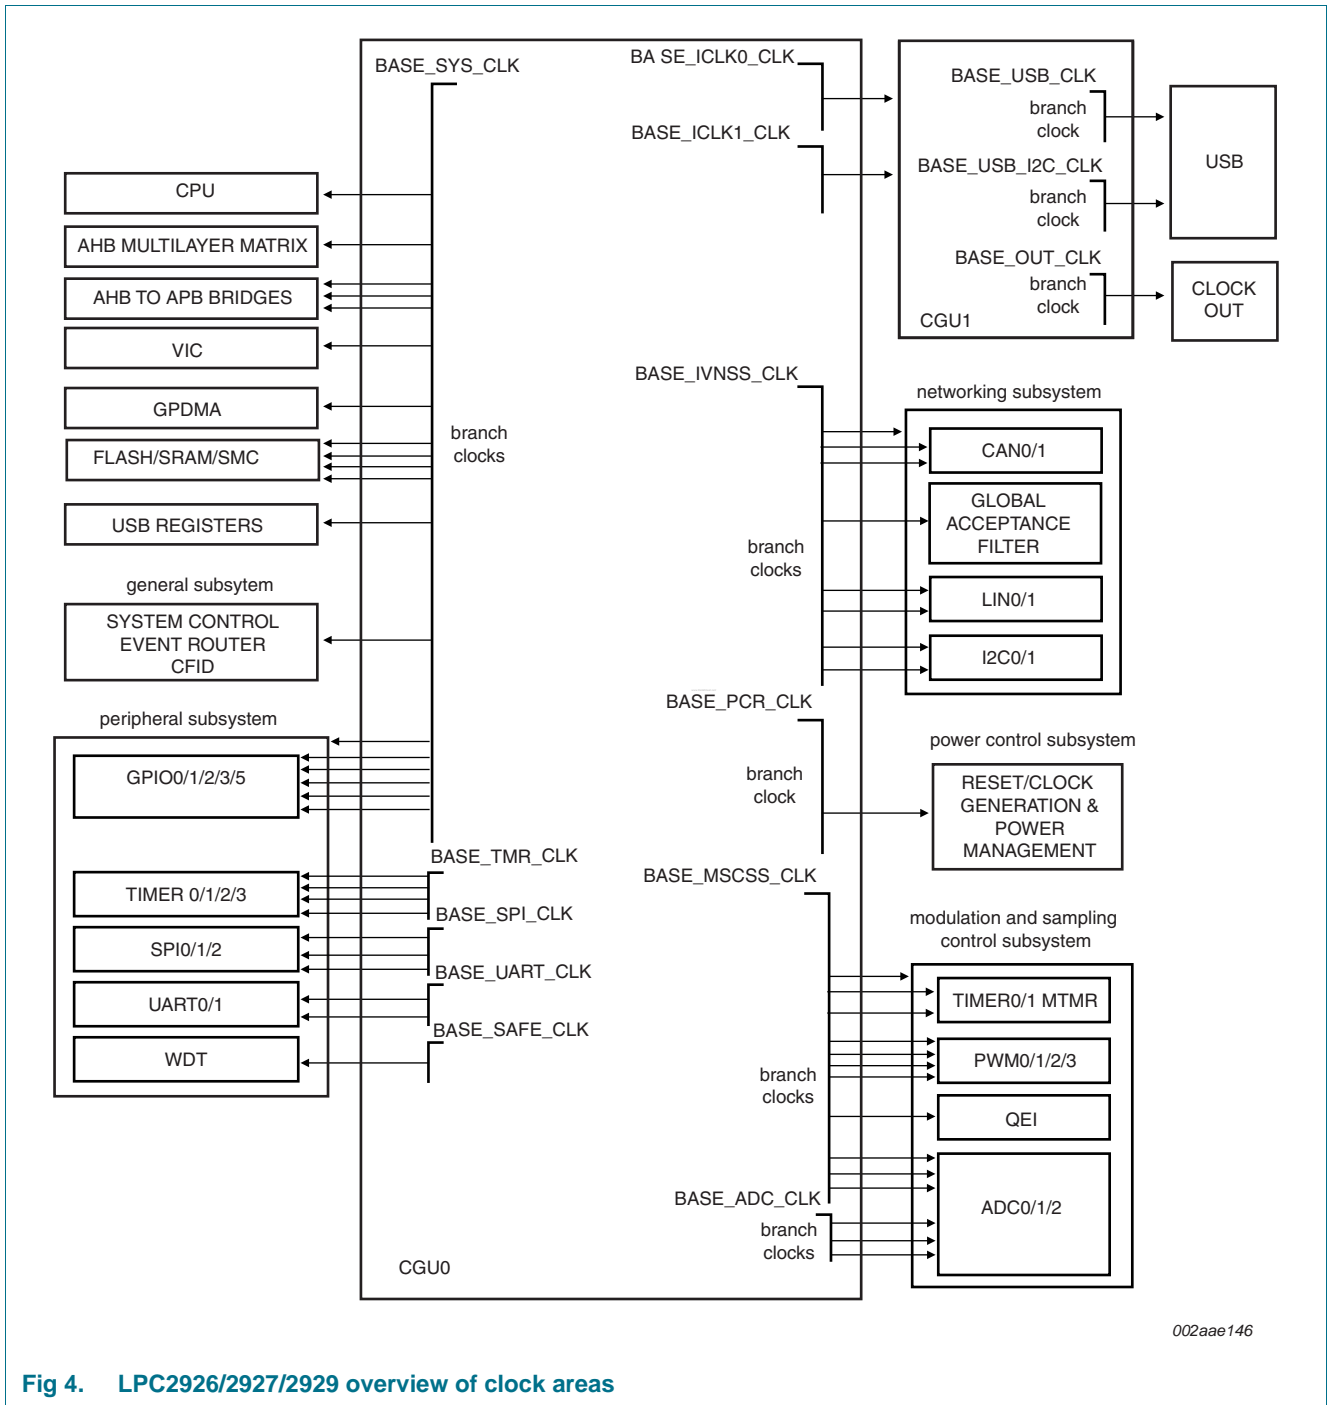 BASE_SYS_CLK
CPU
AHB MULTILAYER MATRIX
AHB TO APB BRIDGES
VIC
GPDMA
FLASH/SRAM/SMC
USB REGISTERS
branch
clocks
general subsytem
SYSTEM CONTROL
EVENT ROUTER
CFID
peripheral subsystem
GPIO0/1/2/3/5
BASE_TMR_CLK
TIMER 0/1/2/3
BASE_SPI_CLK
SPI0/1/2
BASE_UART_CLK
UART0/1
BASE_SAFE_CLK
WDT
CGU0
BA SE_ICLK0_CLK
BASE_ICLK1_CLK
BASE_USB_CLK
branch
clock
BASE_USB_I2C_CLK
branch
clock
USB
BASE_OUT_CLK
branch
clock
CLOCK
OUT
CGU1
BASE_IVNSS_CLK
branch
clocks
networking subsystem
CAN0/1
GLOBAL
ACCEPTANCE
FILTER
LIN0/1
I2C0/1
BASE_PCR_CLK
branch
clock
power control subsystem
RESET/CLOCK
GENERATION &
POWER
MANAGEMENT
BASE_MSCSS_CLK
branch
clocks
modulation and sampling
control subsystem
TIMER0/1 MTMR
PWM0/1/2/3
QEI
BASE_ADC_CLK
branch
clocks
ADC0/1/2
002aae146
Fig 4. LPC2926/2927/2929 overview of clock areas